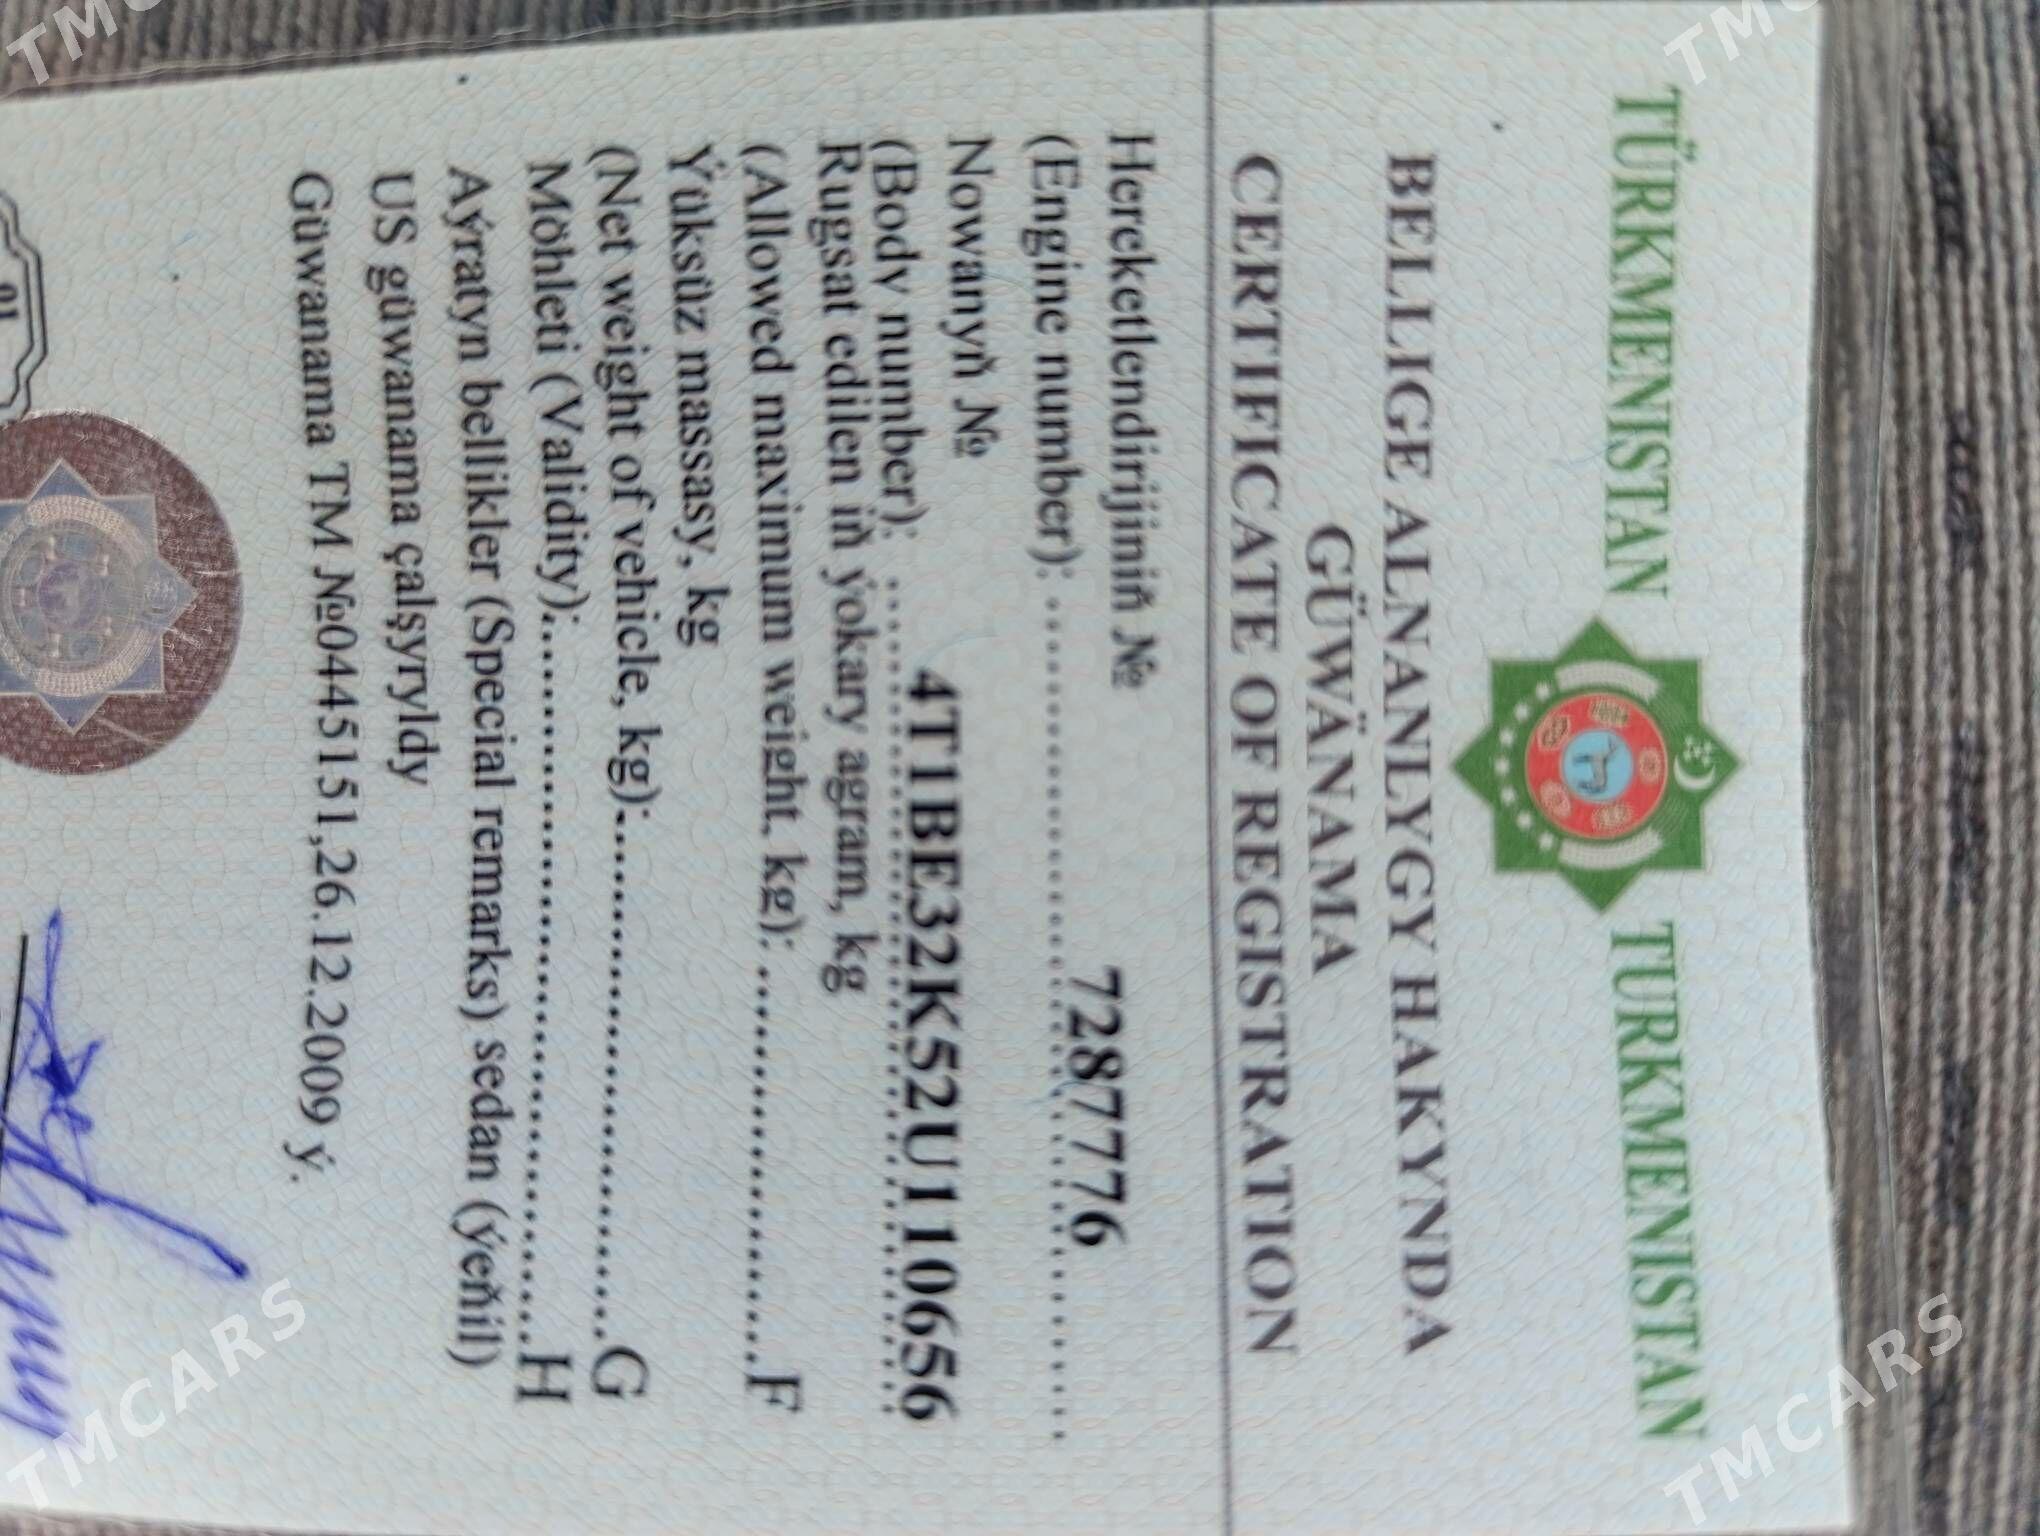 TÜRKMENISTAN TURKMENISTAN
BELLIGE ALNANLYGY HAKYNDA
GÜWÄNAMA
CERTIFICATE OF REGISTRATION
Hereketlendirijiniň №
(Engine number): 7287776
Nowanyň №
(Body number): 4T1BE32K52U110656
Rugsat edilen iň ýokary agram, kg
(Allowed maximum weight, kg): F
Ýüksüz massasy, kg
(Net weight of vehicle, kg): G
Möhleti (Validity): H
Aýratyn bellikler (Special remarks) sedan (ýeňil)
US güwanama çalşyryldy
Güwanama TM №0445151,26.12.2009 ý.
01
TMCARS
TMCARS